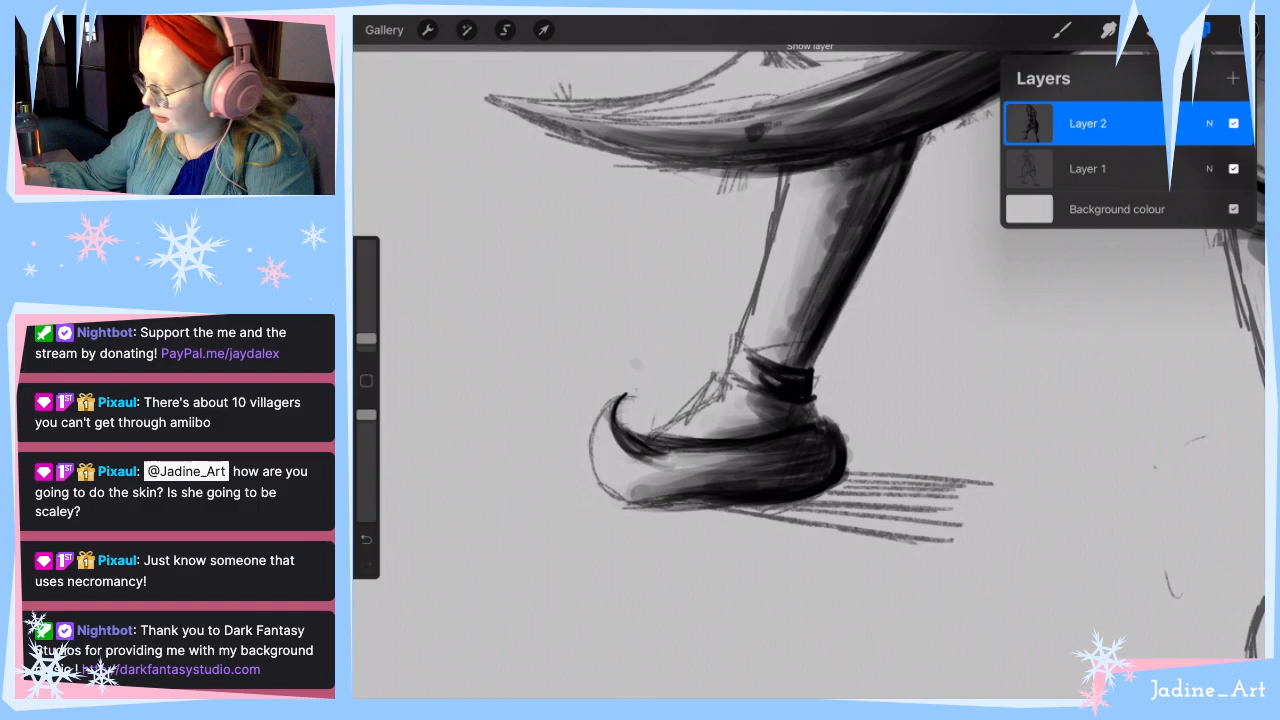 Gallery
Show layer
Layers
Layer 2
N
Layer 1
N
Background colour
Nightbot: Support the me and the
stream by donating! PayPal.me/jaydalex
Pixaul: There's about 10 villagers
you can't get through amiibo
Pixaul: @Jadine_Art how are you
going to do the skin? Is she going to be
scaley?
Pixaul: Just know someone that
uses necromancy!
Nightbot: Thank you to Dark Fantasy
Studios for providing me with my background
darkfantasystudio.com
Jadine_Art